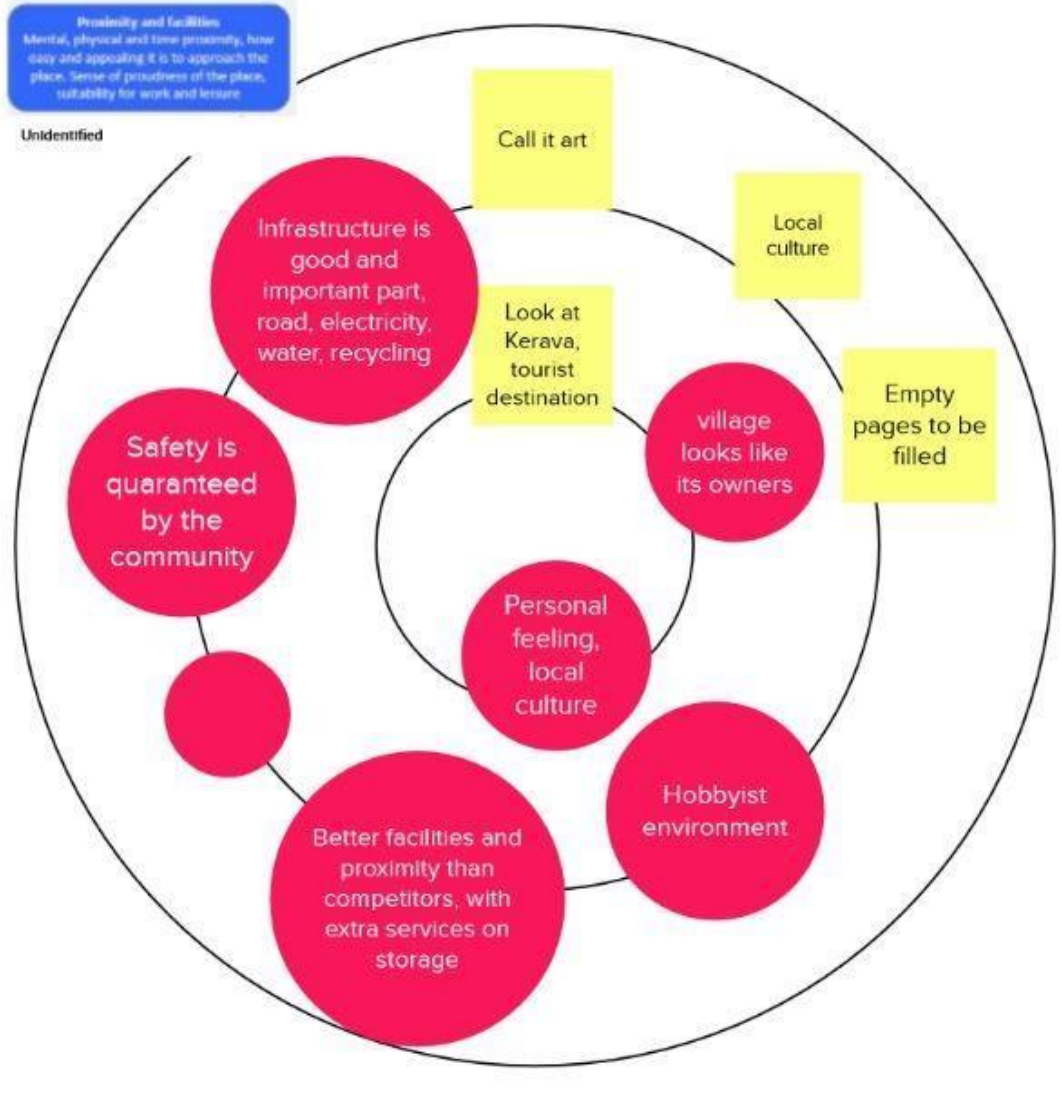 Proximity and facilities
Mental, physical and time proximity, how
easy and appealing it is to approach the
place. Sense of proudness of the place,
suitability for work and leisure
Unidentified
Call it art
Local
culture
Infrastructure is
good and
important part,
road, electricity,
water, recycling
Look at
Kerava,
tourist
destination
Empty
pages to be
filled
village
looks like
its owners
Safety is
quaranteed
by the
community
Personal
feeling,
local
culture
Hobbyist
environment
Better facilities and
proximity than
competitors, with
extra services on
storage